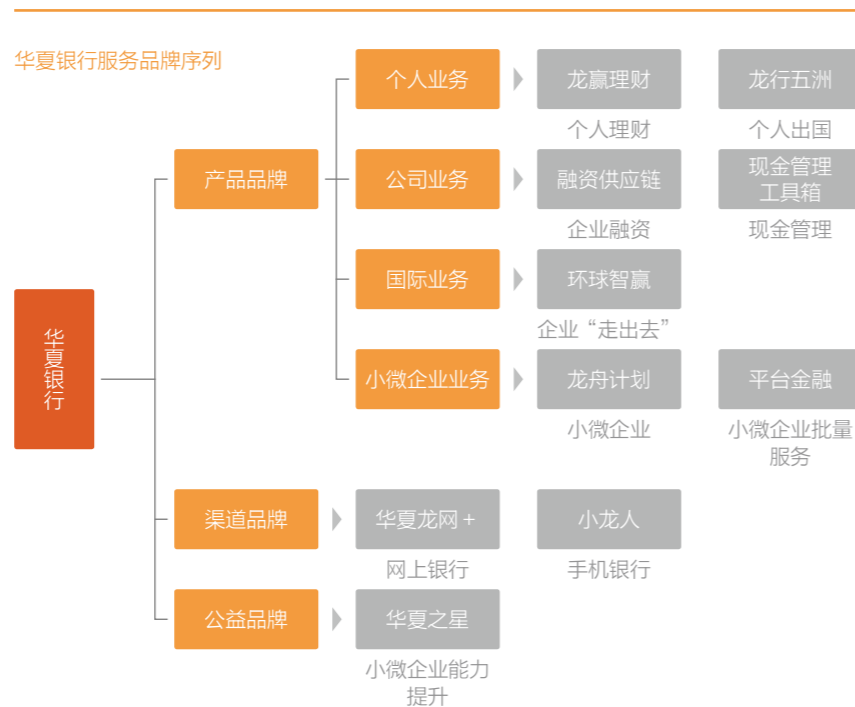 华夏银行服务品牌序列
个人业务
龙赢理财
龙行五洲
个人理财
个人出国
产品品牌
公司业务
融资供应链
现金管理
工具箱
企业融资
现金管理
国际业务
环球智赢
企业“走出去”
华夏银行
小微企业业务
龙舟计划
平台金融
小微企业
小微企业批量
服务
渠道品牌
华夏龙网+
小龙人
网上银行
手机银行
公益品牌
华夏之星
小微企业能力
提升